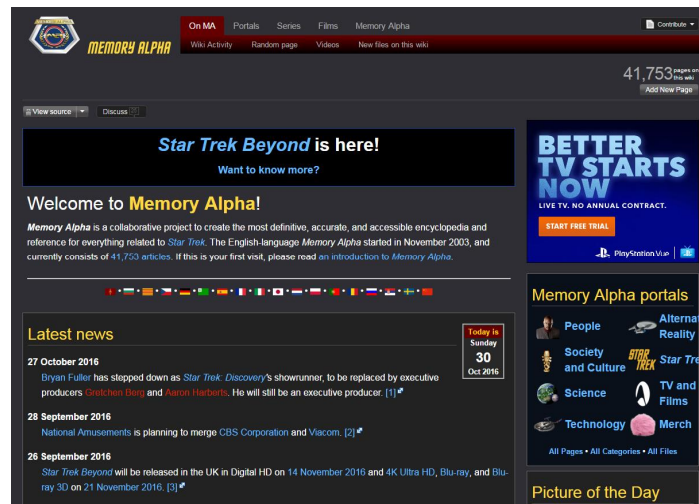 On MA Portals Series Films Memory Alpha
Contribute
MEMORY ALPHA
Wiki Activity Random page Videos New files on this wiki
41,753 pages on this wiki
Add New Page
View source Discuss
Star Trek Beyond is here!
Want to know more?
BETTER
TV STARTS
NOW
LIVE TV. NO ANNUAL CONTRACT.
START FREE TRIAL
PlayStation Vue
Welcome to Memory Alpha!
Memory Alpha is a collaborative project to create the most definitive, accurate, and accessible encyclopedia and
reference for everything related to Star Trek. The English-language Memory Alpha started in November 2003, and
currently consists of 41,753 articles. If this is your first visit, please read an introduction to Memory Alpha.
Latest news
Today is
Sunday
30
Oct 2016
27 October 2016
Bryan Fuller has stepped down as Star Trek: Discovery's showrunner, to be replaced by executive
producers Gretchen Berg and Aaron Harberts. He will still be an executive producer. [1]
28 September 2016
National Amusements is planning to merge CBS Corporation and Viacom. [2]
26 September 2016
Star Trek Beyond will be released in the UK in Digital HD on 14 November 2016 and 4K Ultra HD, Blu-ray, and Blu-
ray 3D on 21 November 2016. [3]
Memory Alpha portals
People
Alternat
Reality
Society
and Culture
STAR
TREK
Star Tre
Science
TV and
Films
Technology
Merch
All Pages • All Categories • All Files
Picture of the Day